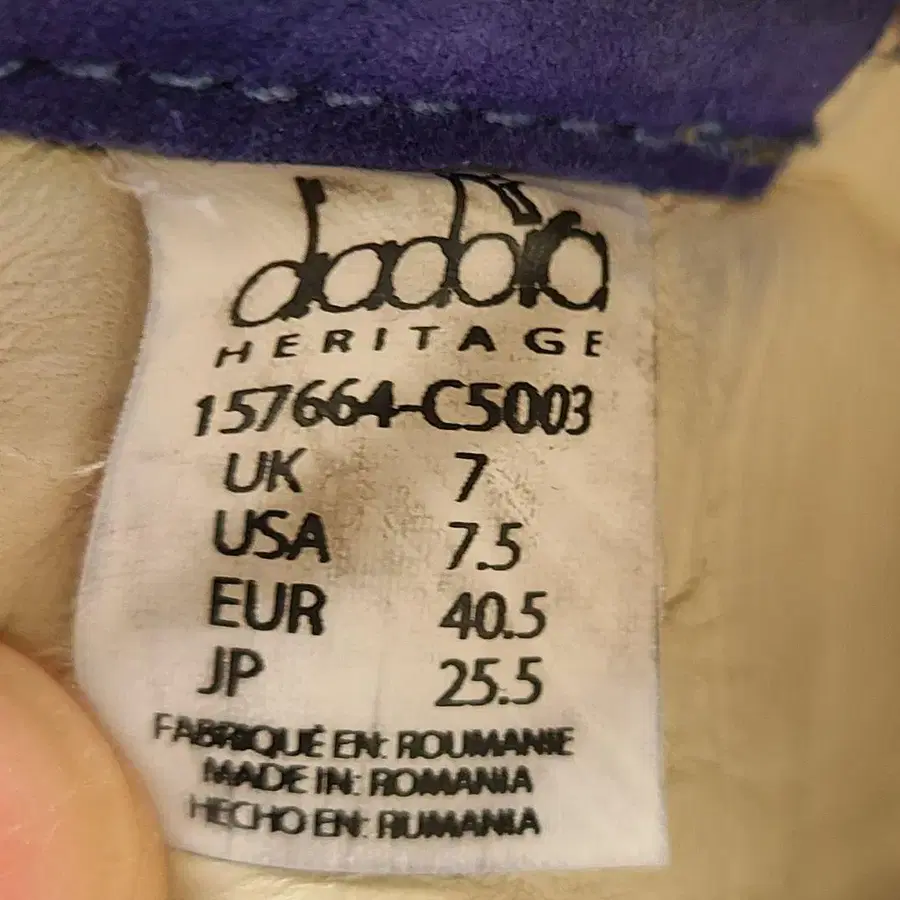 diadora
HERITAGE
157664-C5003
UK 7
USA 7.5
EUR 40.5
JP 25.5
FABRIQUÉ EN: ROUMANIE
MADE IN: ROMANIA
HECHO EN: RUMANIA